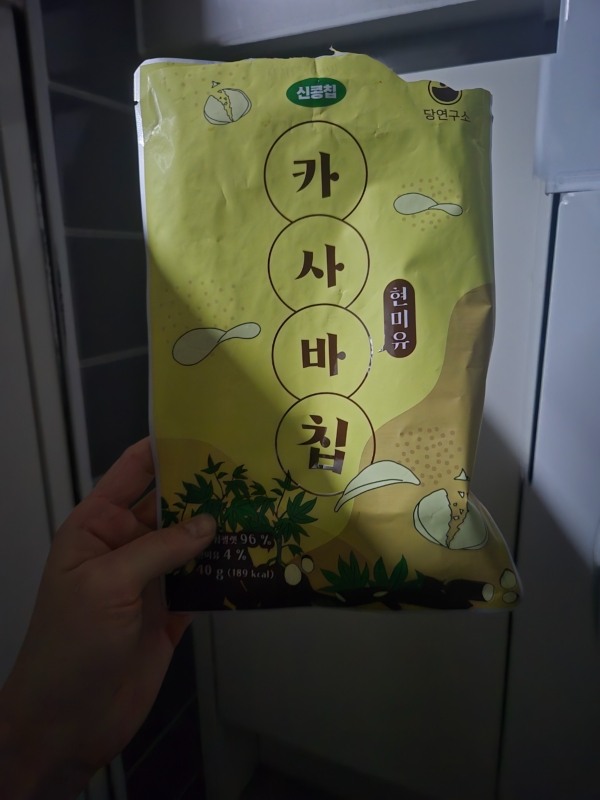 신콩칩
당연구소
카
사
바
칩
현미유
96 %
4 %
40 g (189 kcal)